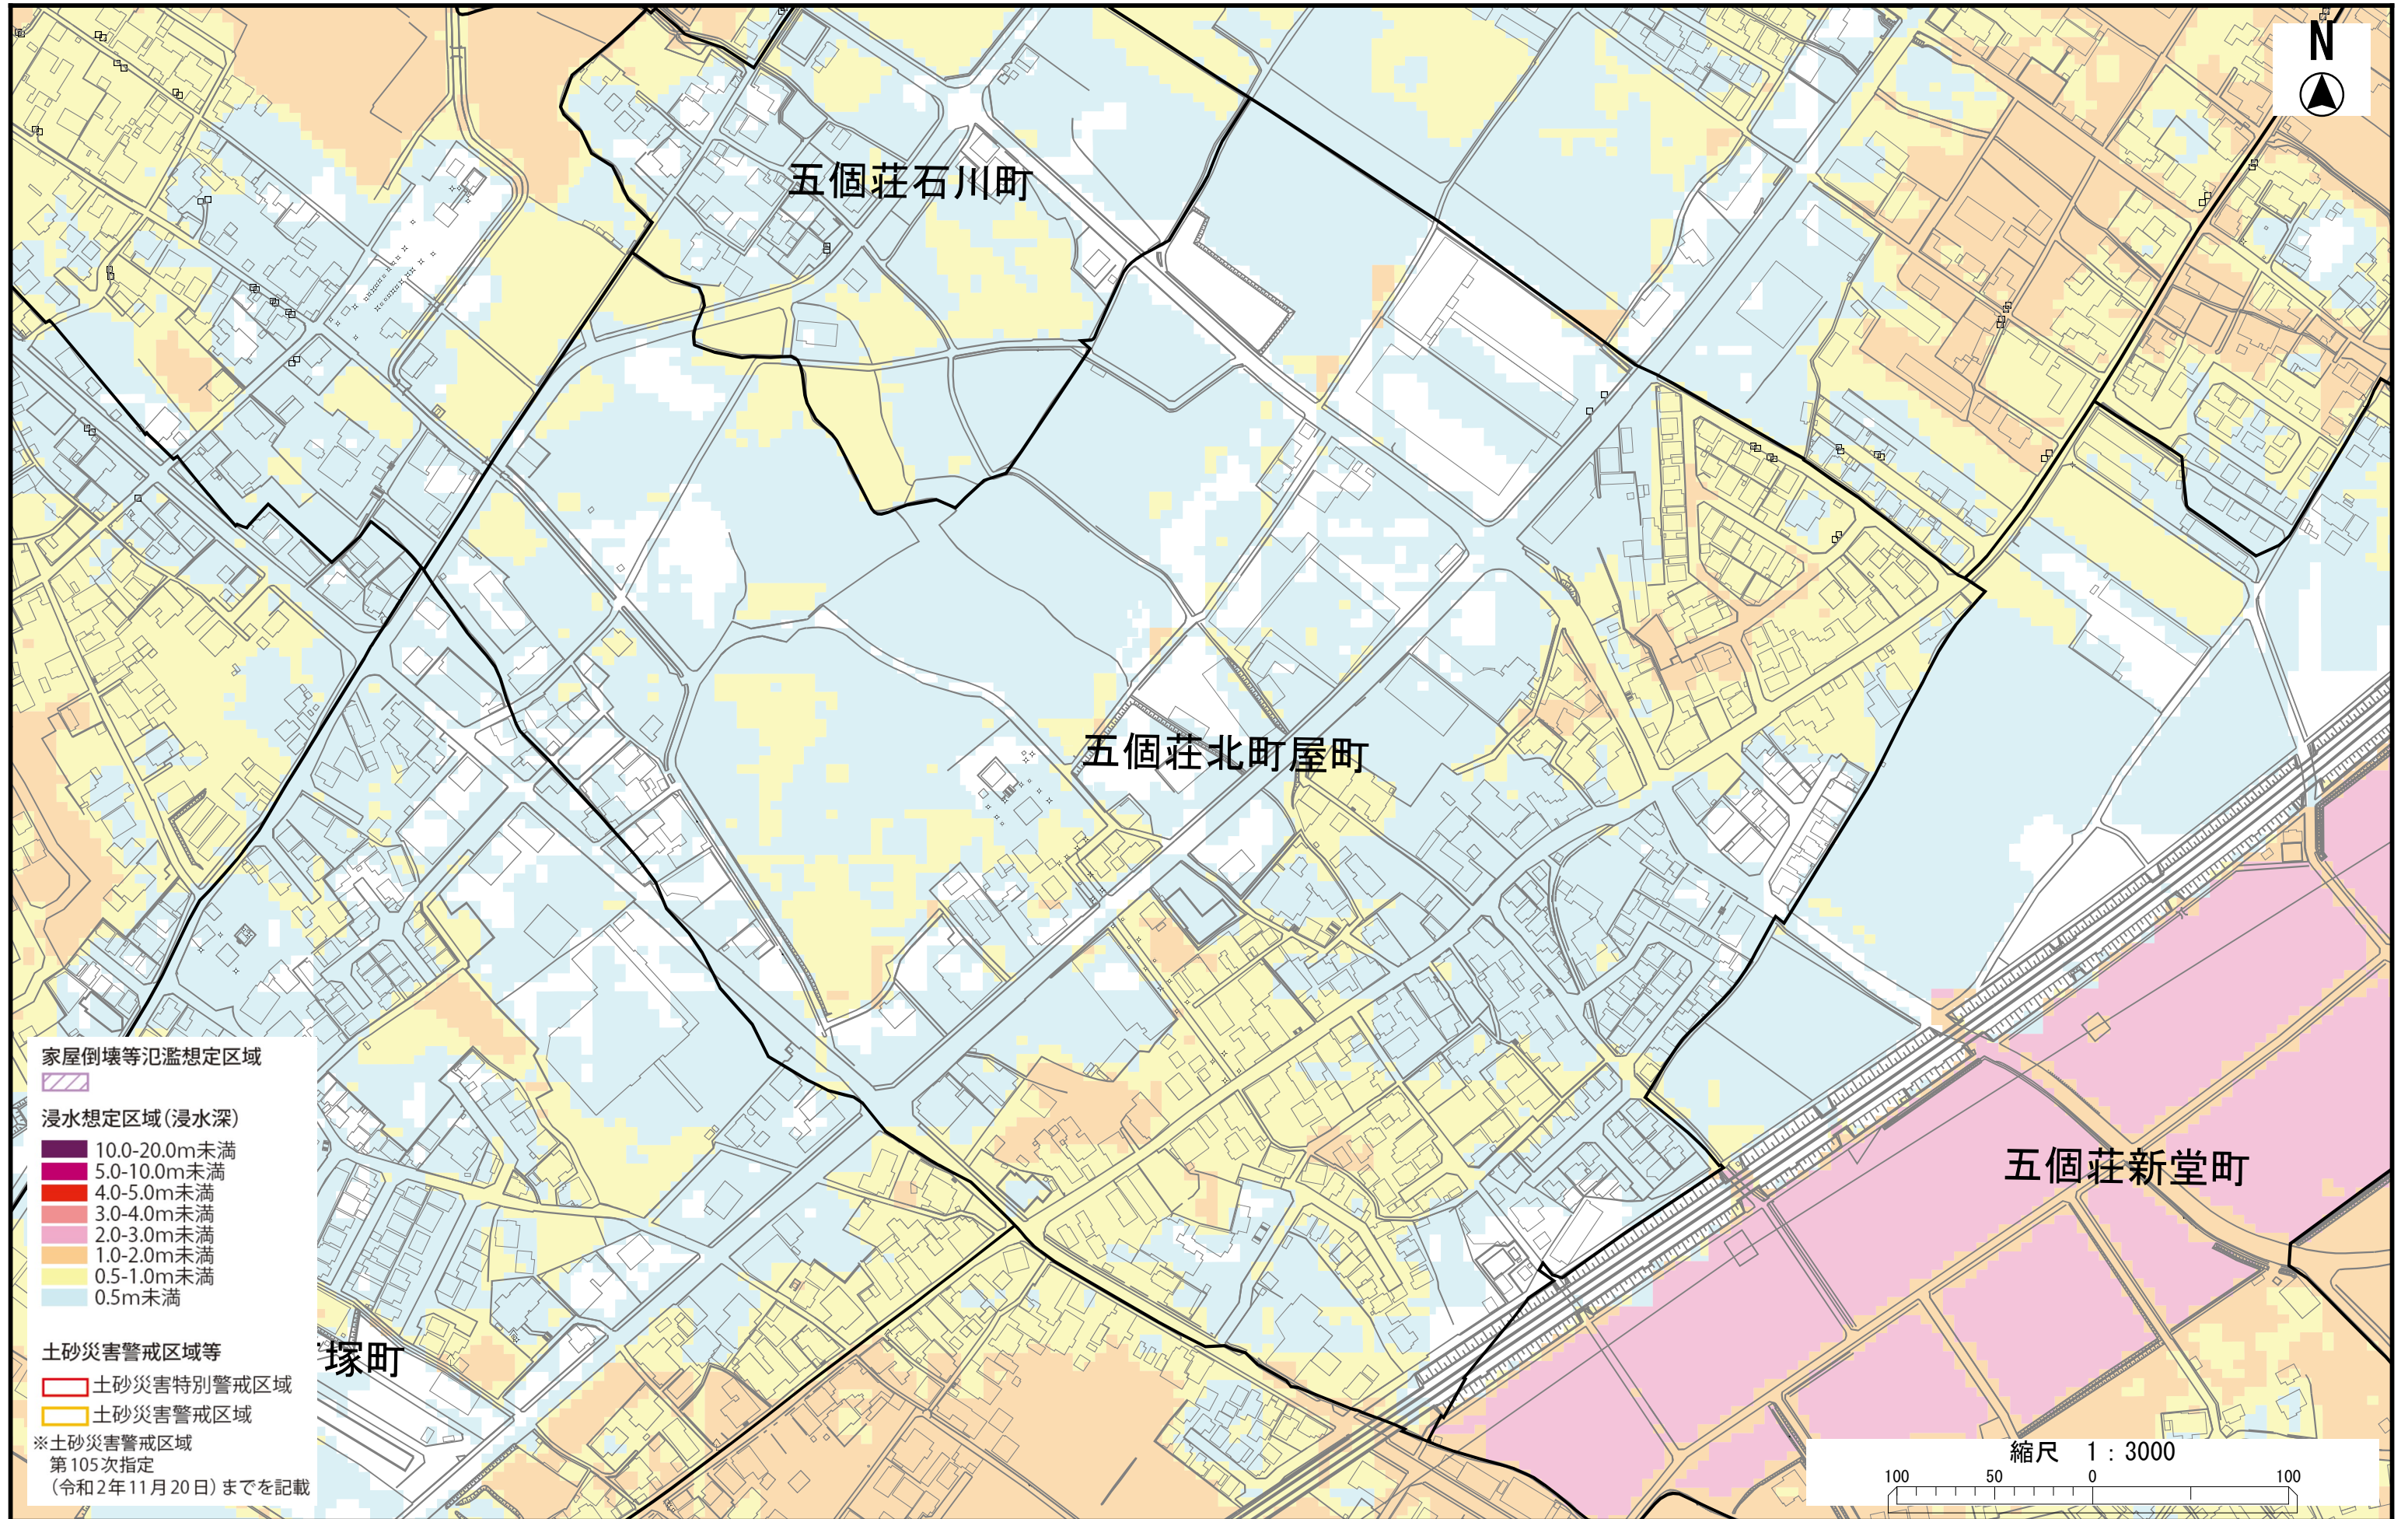 N
五個荘石川町
五個荘北町屋町
五個荘新堂町
塚町
家屋倒壊等氾濫想定区域
浸水想定区域（浸水深）
10.0-20.0m未満
5.0-10.0m未満
4.0-5.0m未満
3.0-4.0m未満
2.0-3.0m未満
1.0-2.0m未満
0.5-1.0m未満
0.5m未満
土砂災害警戒区域等
土砂災害特別警戒区域
土砂災害警戒区域
※土砂災害警戒区域
第105次指定
（令和2年11月20日）までを記載
縮尺 1：3000
100 50 0 100